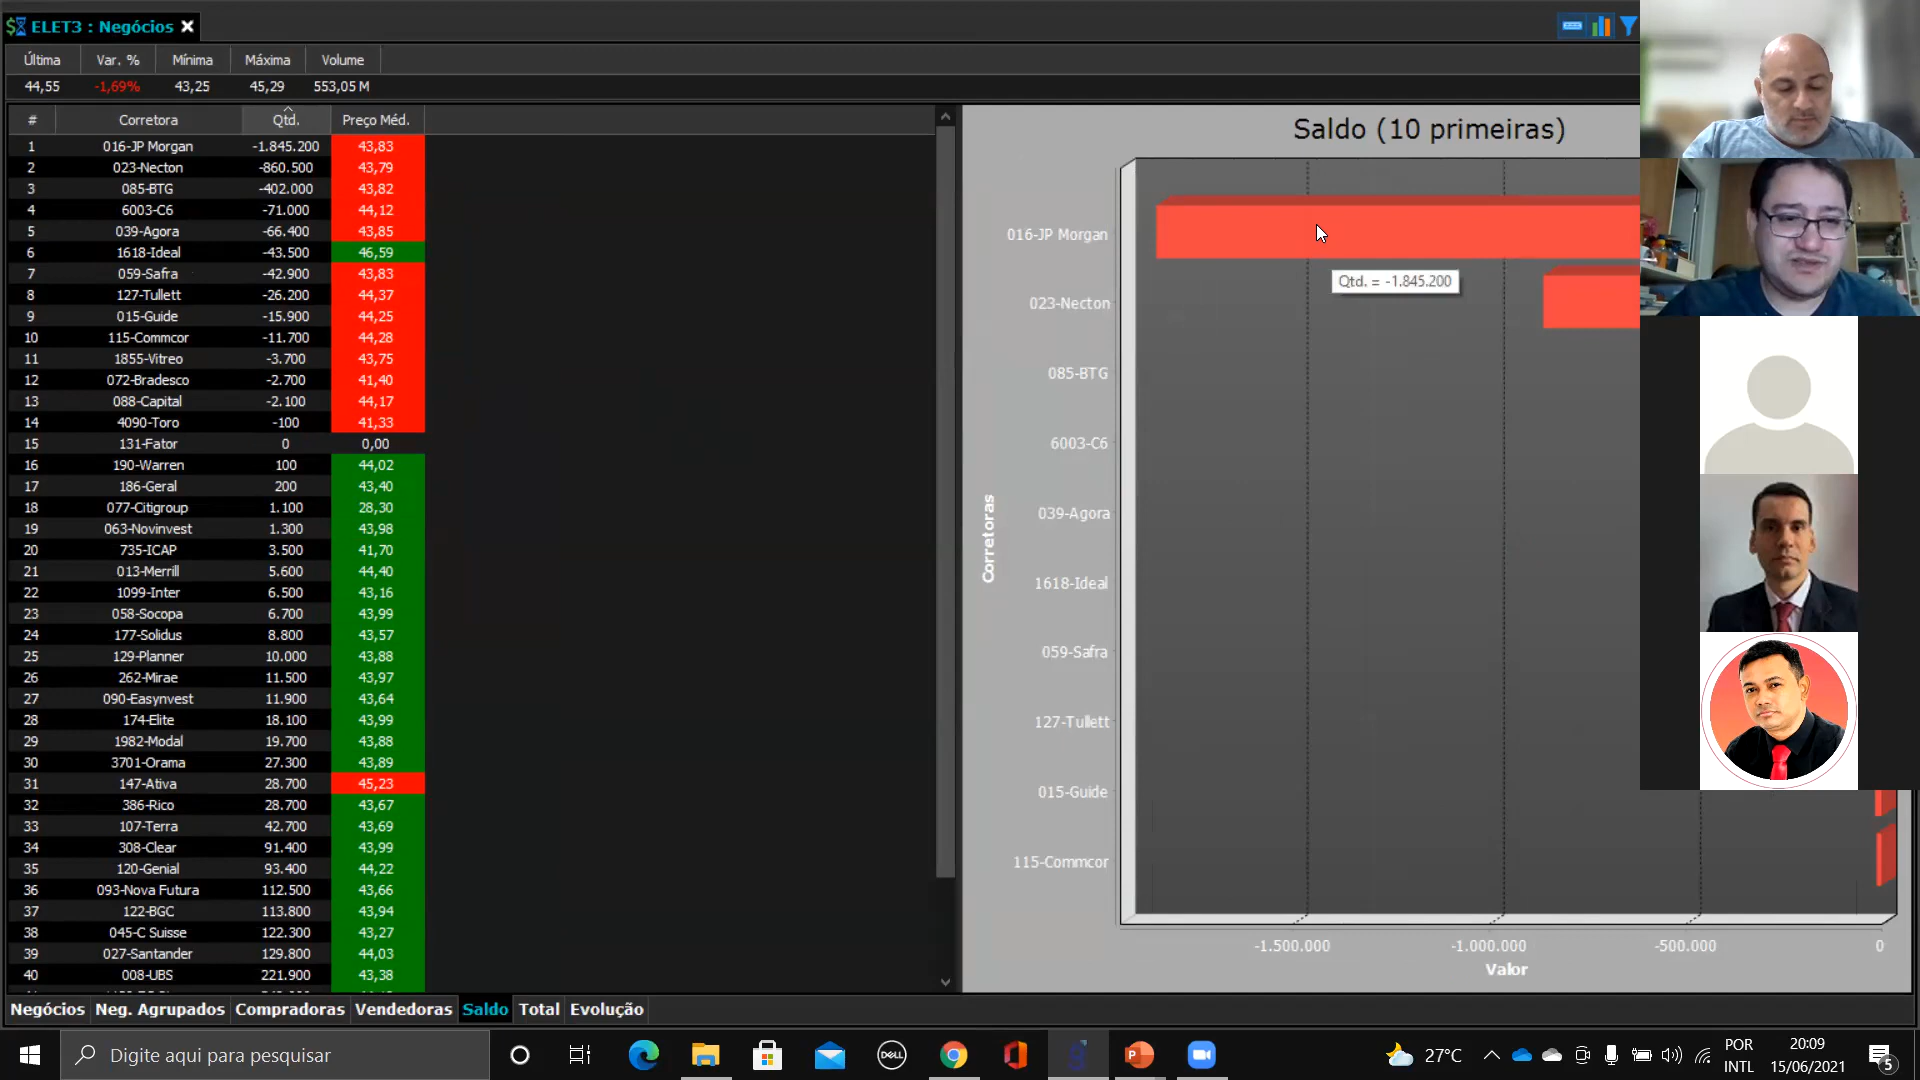 ELET3 : Negócios
Última Var. % Mínima Máxima Volume
44,55 -1,69% 43,25 45,29 553,05 M
# Corretora Qtd. Preço Méd.
1 016-JP Morgan -1.845.200 43,83
2 023-Necton -860.500 43,79
3 085-BTG -402.000 43,82
4 6003-C6 -71.000 44,12
5 039-Agora -66.400 43,85
6 1618-Ideal -43.500 46,59
7 059-Safra -42.900 43,83
8 127-Tullett -26.200 44,37
9 015-Guide -15.900 44,25
10 115-Commcor -11.700 44,28
11 1855-Vitreo -3.700 43,75
12 072-Bradesco -2.700 41,40
13 088-Capital -2.100 44,17
14 4090-Toro -100 41,33
15 131-Fator 0 0,00
16 190-Warren 100 44,02
17 186-Geral 200 43,40
18 077-Citigroup 1.100 28,30
19 063-Novinvest 1.300 43,98
20 735-ICAP 3.500 41,70
21 013-Merrill 5.600 44,40
22 1099-Inter 6.500 43,16
23 058-Socopa 6.700 43,99
24 177-Solidus 8.800 43,57
25 129-Planner 10.000 43,88
26 262-Mirae 11.500 43,97
27 090-Easynvest 11.900 43,64
28 174-Elite 18.100 43,99
29 1982-Modal 19.700 43,88
30 3701-Orama 27.300 43,89
31 147-Ativa 28.700 45,23
32 386-Rico 28.700 43,67
33 107-Terra 42.700 43,69
34 308-Clear 91.400 43,99
35 120-Genial 93.400 44,22
36 093-Nova Futura 112.500 43,66
37 122-BGC 113.800 43,94
38 045-C Suisse 122.300 43,27
39 027-Santander 129.800 44,03
40 008-UBS 221.900 43,38
Saldo (10 primeiras)
016-JP Morgan
Qtd. = -1.845.200
023-Necton
085-BTG
6003-C6
039-Agora
Corretoras
1618-Ideal
059-Safra
127-Tullett
015-Guide
115-Commcor
-1.500.000 -1.000.000 -500.000 0
Valor
Negócios Neg. Agrupados Compradoras Vendedoras Saldo Total Evolução
Digite aqui para pesquisar
DELL
P
27°C
POR
INTL
20:09
15/06/2021
5